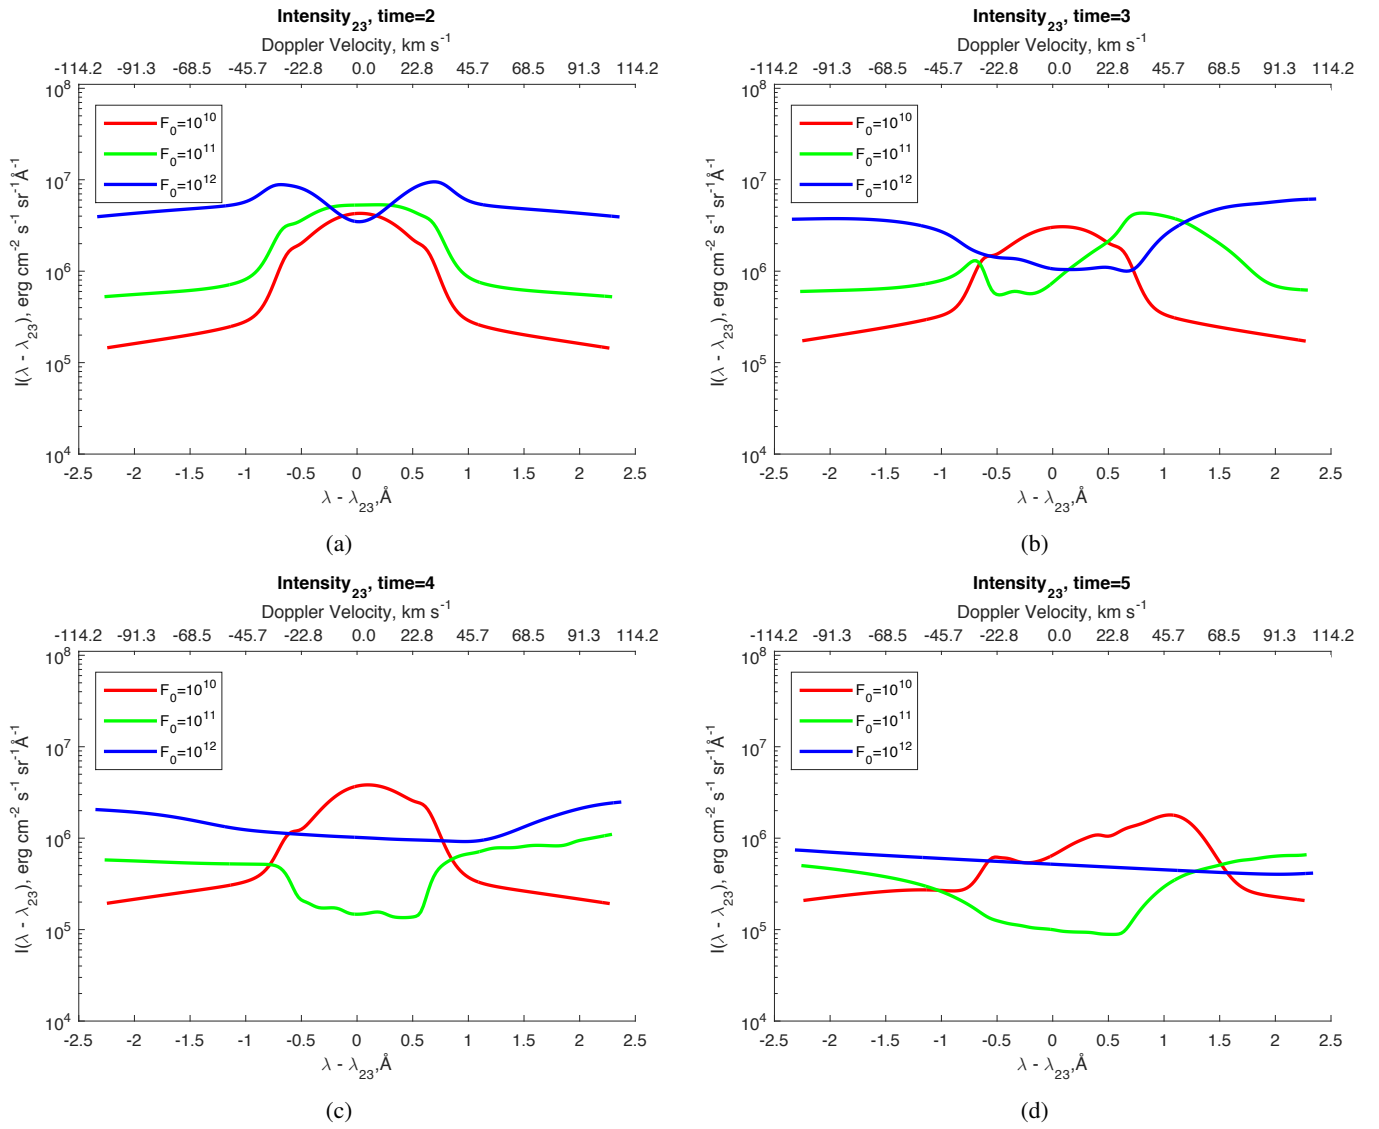 Intensity₂₃, time=2
Doppler Velocity, km s⁻¹
-114.2 -91.3 -68.5 -45.7 -22.8 0.0 22.8 45.7 68.5 91.3 114.2
10⁸
10⁷
10⁶
10⁵
10⁴
I(λ - λ₂₃), erg cm⁻² s⁻¹ sr⁻¹Å⁻¹
F₀=10¹⁰
F₀=10¹¹
F₀=10¹²
-2.5 -2 -1.5 -1 -0.5 0 0.5 1 1.5 2 2.5
λ - λ₂₃,Å
(a)
Intensity₂₃, time=3
Doppler Velocity, km s⁻¹
-114.2 -91.3 -68.5 -45.7 -22.8 0.0 22.8 45.7 68.5 91.3 114.2
10⁸
10⁷
10⁶
10⁵
10⁴
I(λ - λ₂₃), erg cm⁻² s⁻¹ sr⁻¹Å⁻¹
F₀=10¹⁰
F₀=10¹¹
F₀=10¹²
-2.5 -2 -1.5 -1 -0.5 0 0.5 1 1.5 2 2.5
λ - λ₂₃,Å
(b)
Intensity₂₃, time=4
Doppler Velocity, km s⁻¹
-114.2 -91.3 -68.5 -45.7 -22.8 0.0 22.8 45.7 68.5 91.3 114.2
10⁸
10⁷
10⁶
10⁵
10⁴
I(λ - λ₂₃), erg cm⁻² s⁻¹ sr⁻¹Å⁻¹
F₀=10¹⁰
F₀=10¹¹
F₀=10¹²
-2.5 -2 -1.5 -1 -0.5 0 0.5 1 1.5 2 2.5
λ - λ₂₃,Å
(c)
Intensity₂₃, time=5
Doppler Velocity, km s⁻¹
-114.2 -91.3 -68.5 -45.7 -22.8 0.0 22.8 45.7 68.5 91.3 114.2
10⁸
10⁷
10⁶
10⁵
10⁴
I(λ - λ₂₃), erg cm⁻² s⁻¹ sr⁻¹Å⁻¹
F₀=10¹⁰
F₀=10¹¹
F₀=10¹²
-2.5 -2 -1.5 -1 -0.5 0 0.5 1 1.5 2 2.5
λ - λ₂₃,Å
(d)